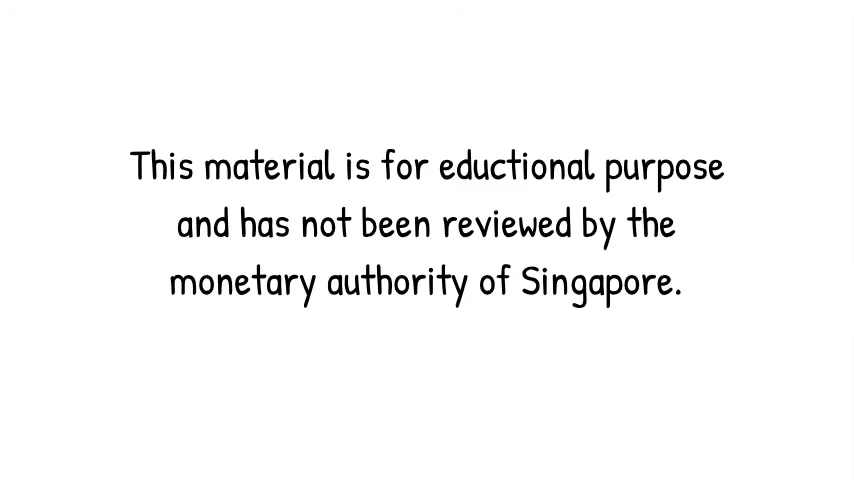 This material is for eductional purpose
and has not been reviewed by the
monetary authority of Singapore.